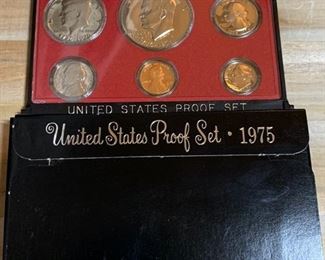 UNITED STATES PROOF SET
United States Proof Set · 1975